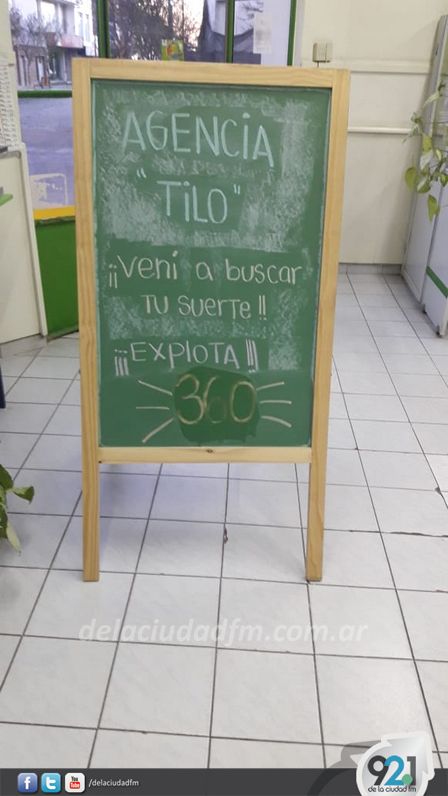 AGENCiA
"TiLO"
¡¡Vení a buscar
TU SUERTE!!
¡¡¡EXPLOTA!!!
360
delaciudadfm.com.ar
/delaciudadfm
92.1
de la ciudad fm